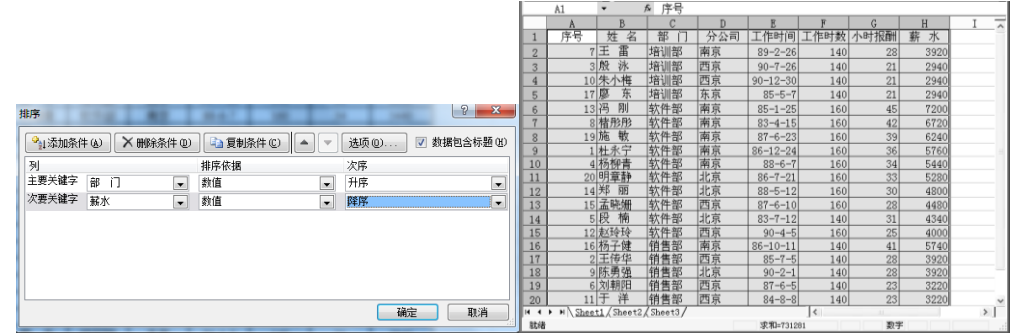 排序
添加条件(A) 删除条件(D) 复制条件(C) 选项(O)... 数据包含标题(H)
列 排序依据 次序
主要关键字 部 门 数值 升序
次要关键字 薪水 数值 降序
确定 取消
A1 序号
A B C D E F G H I
1 序号 姓 名 部 门 分公司 工作时间 工作时数 小时报酬 薪 水
2 7 王 雷 培训部 南京 89-2-26 140 28 3920
3 3 殷 泳 培训部 西京 90-7-26 140 21 2940
4 10 朱小梅 培训部 西京 90-12-30 140 21 2940
5 17 廖 东 培训部 东京 85-5-7 140 21 2940
6 13 冯 刚 软件部 南京 85-1-25 160 45 7200
7 8 楷彤彤 软件部 南京 83-4-15 160 42 6720
8 19 施 敏 软件部 南京 87-6-23 160 39 6240
9 1 杜永宁 软件部 南京 86-12-24 160 36 5760
10 4 杨柳青 软件部 南京 88-6-7 160 34 5440
11 20 明章静 软件部 北京 86-7-21 160 33 5280
12 14 郑 丽 软件部 北京 88-5-12 160 30 4800
13 15 孟晓姗 软件部 西京 87-6-10 160 28 4480
14 5 段 楠 软件部 北京 83-7-12 140 31 4340
15 12 赵玲玲 软件部 西京 90-4-5 160 25 4000
16 16 杨子健 销售部 南京 86-10-11 140 41 5740
17 2 王传华 销售部 西京 85-7-5 140 28 3920
18 9 陈勇强 销售部 北京 90-2-1 140 28 3920
19 6 刘朝阳 销售部 西京 87-6-5 140 23 3220
20 11 于 洋 销售部 西京 84-8-8 140 23 3220
Sheet1 Sheet2 Sheet3
就绪 求和=731281 数字